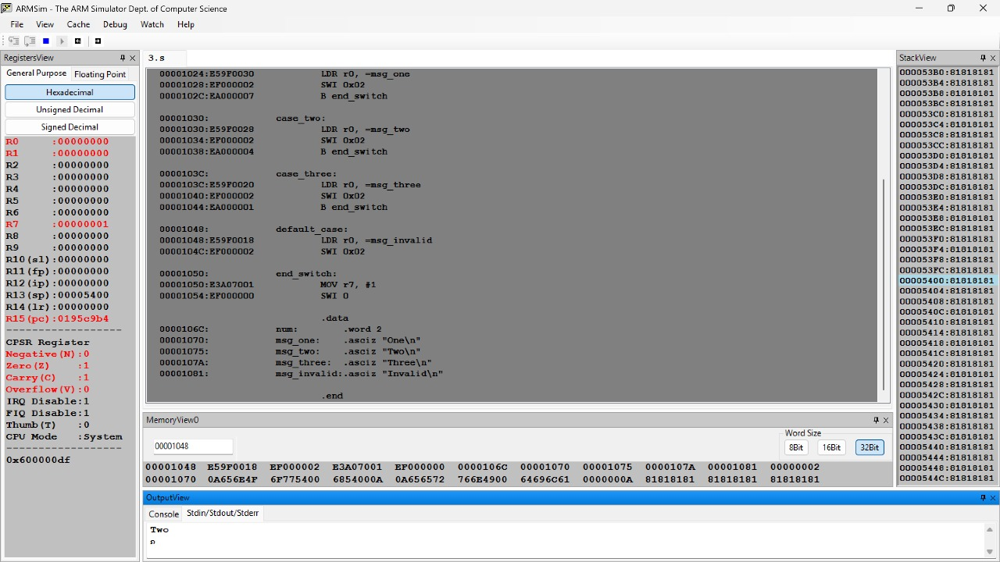 ARMSim - The ARM Simulator Dept. of Computer Science
File View Cache Debug Watch Help
RegistersView
General Purpose Floating Point
Hexadecimal
Unsigned Decimal
Signed Decimal
R0 :00000000
R1 :00000000
R2 :00000000
R3 :00000000
R4 :00000000
R5 :00000000
R6 :00000000
R7 :00000001
R8 :00000000
R9 :00000000
R10(sl):00000000
R11(fp):00000000
R12(ip):00000000
R13(sp):00005400
R14(lr):00000000
R15(pc):0195c9b4
--------------------
CPSR Register
Negative(N):0
Zero(Z) :1
Carry(C) :1
Overflow(V):0
IRQ Disable:1
FIQ Disable:1
Thumb(T) :0
CPU Mode :System
--------------------
0x600000df
3.s
00001024:E59F0030 LDR r0, =msg_one
00001028:EF000002 SWI 0x02
0000102C:EA000007 B end_switch
00001030: case_two:
00001030:E59F0028 LDR r0, =msg_two
00001034:EF000002 SWI 0x02
00001038:EA000004 B end_switch
0000103C: case_three:
0000103C:E59F0020 LDR r0, =msg_three
00001040:EF000002 SWI 0x02
00001044:EA000001 B end_switch
00001048: default_case:
00001048:E59F0018 LDR r0, =msg_invalid
0000104C:EF000002 SWI 0x02
00001050: end_switch:
00001050:E3A07001 MOV r7, #1
00001054:EF000000 SWI 0
.data
0000106C: num: .word 2
00001070: msg_one: .asciz "One\n"
00001075: msg_two: .asciz "Two\n"
0000107A: msg_three: .asciz "Three\n"
00001081: msg_invalid:.asciz "Invalid\n"
.end
MemoryView0
00001048
Word Size
8Bit 16Bit 32Bit
00001048 E59F0018 EF000002 E3A07001 EF000000 0000106C 00001070 00001075 0000107A 00001081 00000002
00001070 0A656E4F 6F775400 6854000A 0A656572 766E4900 64696C61 0000000A 81818181 81818181 81818181
OutputView
Console Stdin/Stdout/Stderr
Two
StackView
000053B0:81818181
000053B4:81818181
000053B8:81818181
000053BC:81818181
000053C0:81818181
000053C4:81818181
000053C8:81818181
000053CC:81818181
000053D0:81818181
000053D4:81818181
000053D8:81818181
000053DC:81818181
000053E0:81818181
000053E4:81818181
000053E8:81818181
000053EC:81818181
000053F0:81818181
000053F4:81818181
000053F8:81818181
000053FC:81818181
00005400:81818181
00005404:81818181
00005408:81818181
0000540C:81818181
00005410:81818181
00005414:81818181
00005418:81818181
0000541C:81818181
00005420:81818181
00005424:81818181
00005428:81818181
0000542C:81818181
00005430:81818181
00005434:81818181
00005438:81818181
0000543C:81818181
00005440:81818181
00005444:81818181
00005448:81818181
0000544C:81818181